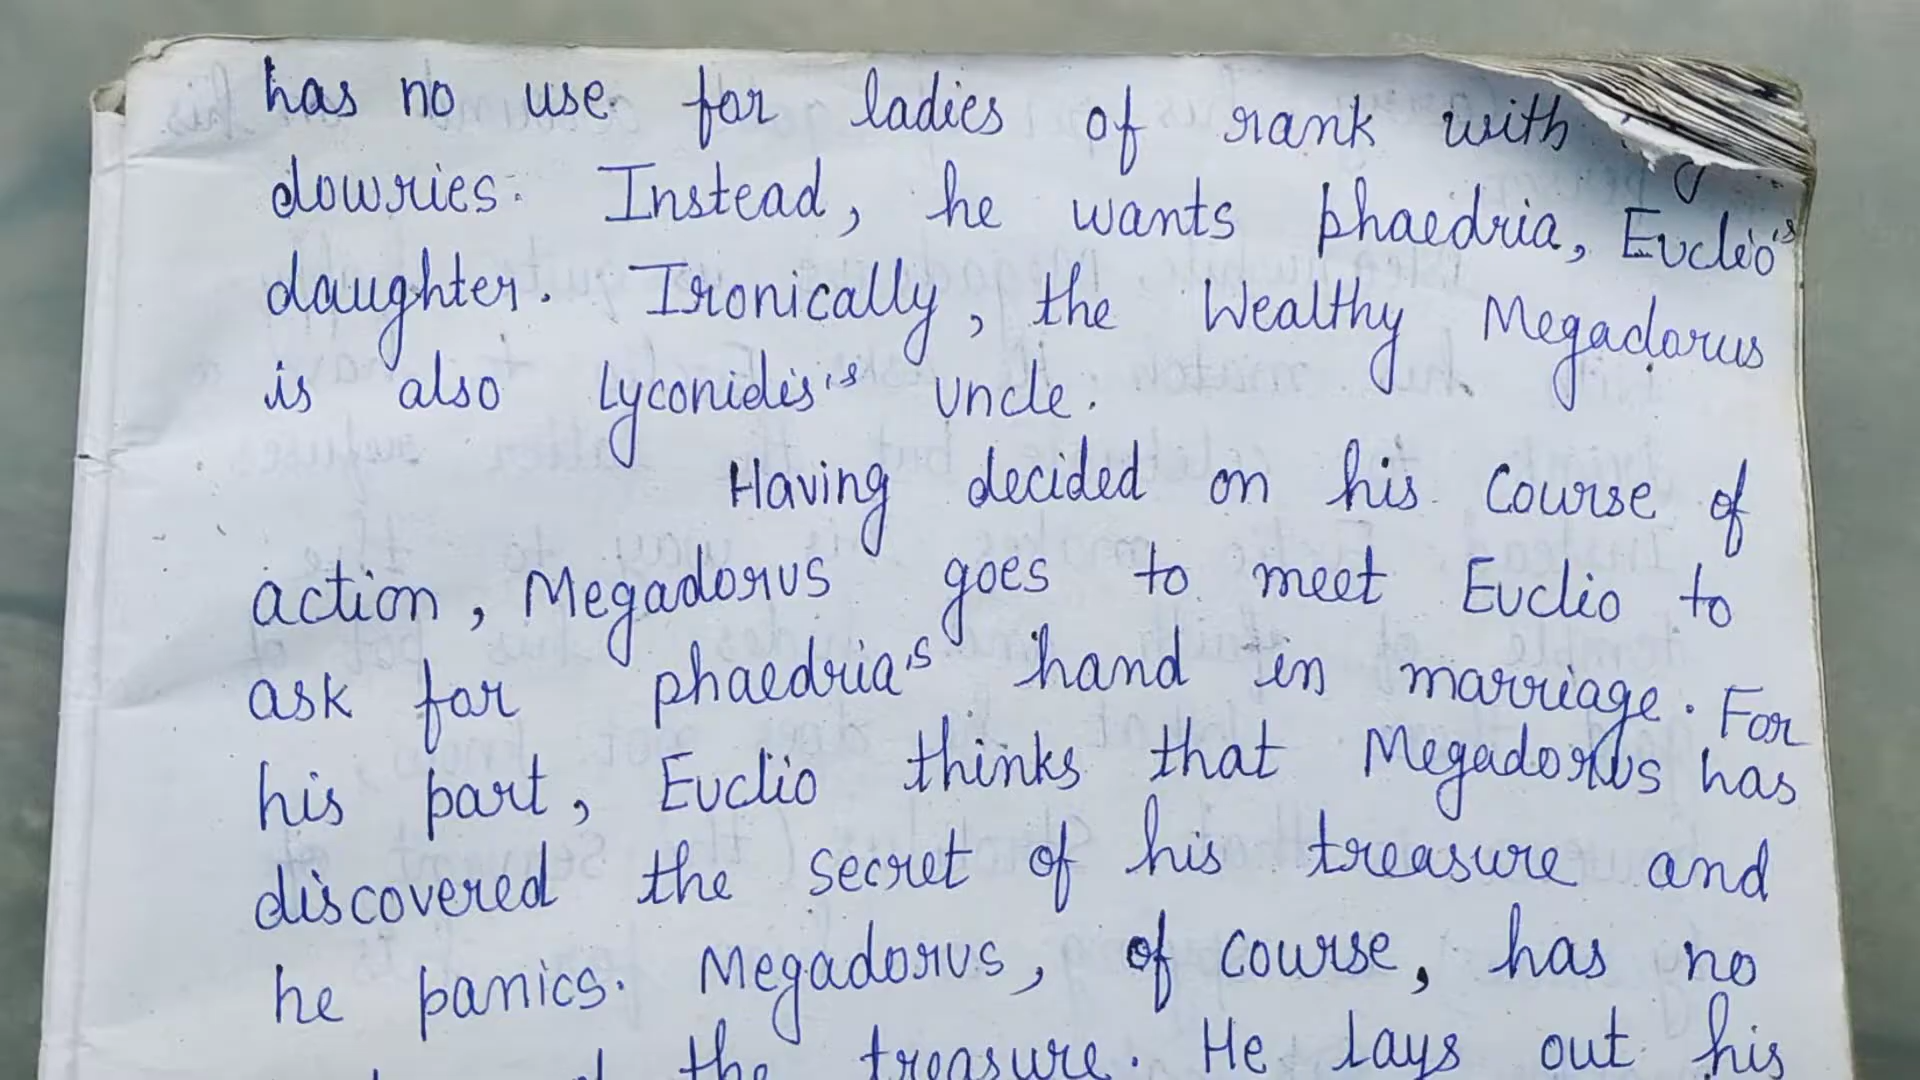 has no use for ladies of rank with
dowries. Instead, he wants phaedria, Euclio's
daughter. Ironically, the Wealthy Megadorus
is also Lyconidis's Uncle.
Having decided on his course of
action, Megadorus goes to meet Euclio to
ask for phaedria's hand in marriage. For
his part, Euclio thinks that Megadorus has
discovered the secret of his treasure and
he panics. Megadorus, of course, has no
the treasure. He lays out his